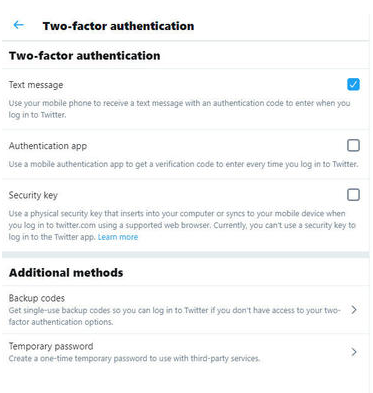 Two-factor authentication
Two-factor authentication
Text message
Use your mobile phone to receive a text message with an authentication code to enter when you
log in to Twitter.
Authentication app
Use a mobile authentication app to get a verification code to enter every time you log in to Twitter.
Security key
Use a physical security key that inserts into your computer or syncs to your mobile device when
you log in to twitter.com using a supported web browser. Currently, you can't use a security key to
log in to the Twitter app. Learn more
Additional methods
Backup codes
Get single-use backup codes so you can log in to Twitter if you don't have access to your two-
factor authentication options.
Temporary password
Create a one-time temporary password to use with third-party services.